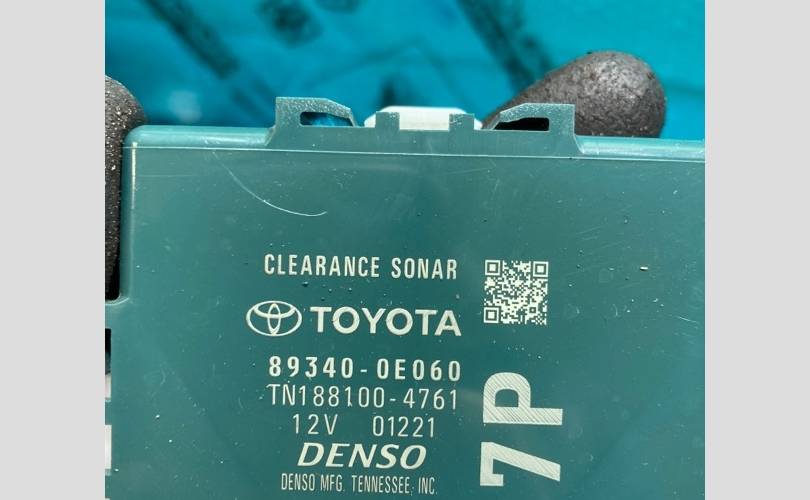 CLEARANCE SONAR
TOYOTA
89340-0E060
TN188100-4761
12V 01221
DENSO
DENSO MFG. TENNESSEE, INC.
7P